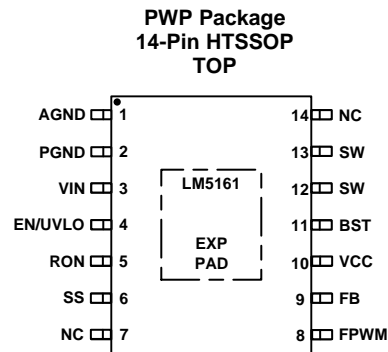 PWP Package
14-Pin HTSSOP
TOP
AGND 1 14 NC
PGND 2 13 SW
VIN 3 LM5161 12 SW
EN/UVLO 4 11 BST
RON 5 EXP PAD 10 VCC
SS 6 9 FB
NC 7 8 FPWM